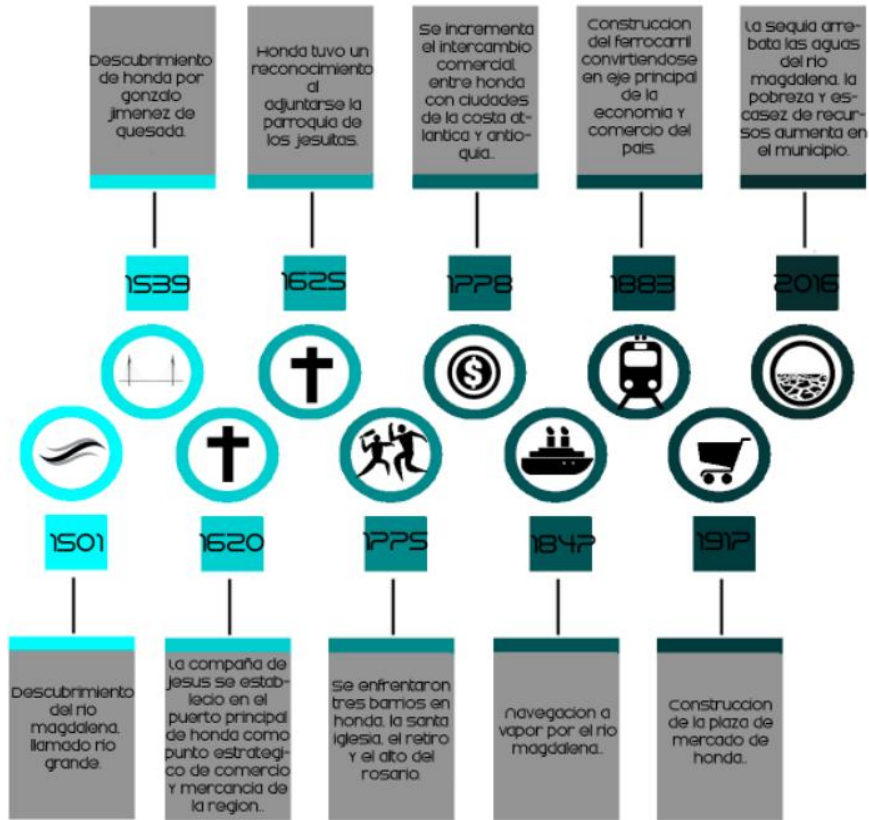 Descubrimiento
de honda por
gonzalo
jimenez de
quesada.
Honda tuvo un
reconocimiento
al
adjuntarse la
parroquia de
los jesuitas.
Se incrementa
el intercambio
comercial
entre honda
con ciudades
de la costa at-
lantica y antio-
quia..
Construccion
del ferrocarril
convirtiendose
en eje principal
de la
economia y
comercio del
pais.
La sequia arre-
bata las aguas
del rio
magdalena, la
pobreza y es-
casez de recur-
sos aumenta en
el municipio.
1539
1625
1778
1883
2016
$
1501
1620
1775
1847
1917
Descubrimiento
del rio
magdalena,
llamado rio
grande.
La compañia de
jesus se estab-
lecio en el
puerto principal
de honda como
punto estrategi-
co de comercio
y mercancia de
la region..
Se enfrentaron
tres barrios en
honda, la santa
iglesia, el retiro
y el alto del
rosario.
navegacion a
vapor por el rio
magdalena..
Construccion
de la plaza de
mercado de
honda..